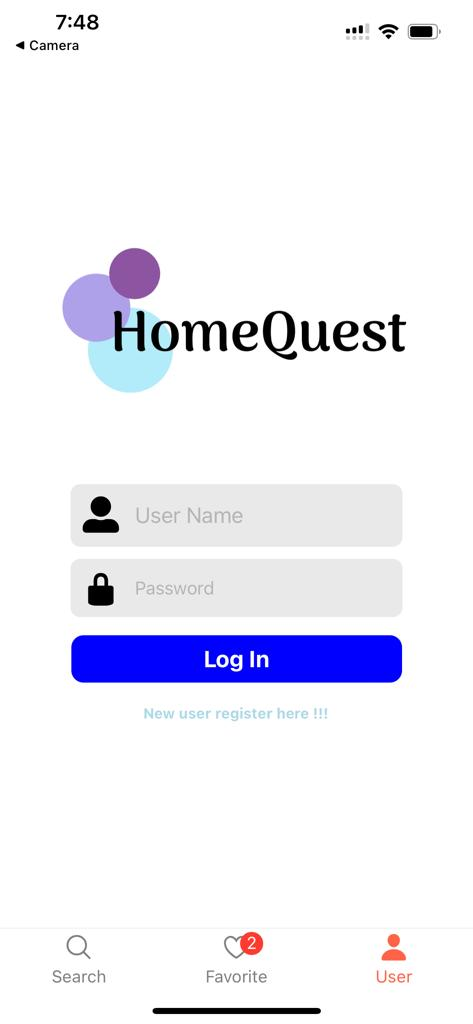 7:48
◀ Camera
HomeQuest
User Name
Password
Log In
New user register here !!!
2
Search
Favorite
User